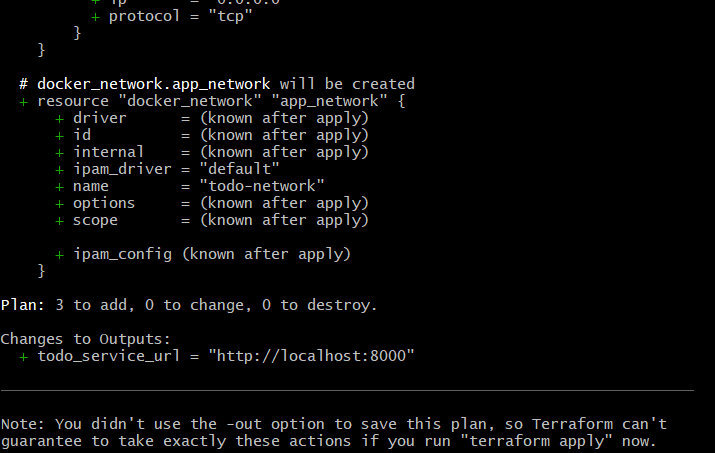 + ip = "0.0.0.0"
+ protocol = "tcp"
}
}
# docker_network.app_network will be created
+ resource "docker_network" "app_network" {
+ driver = (known after apply)
+ id = (known after apply)
+ internal = (known after apply)
+ ipam_driver = "default"
+ name = "todo-network"
+ options = (known after apply)
+ scope = (known after apply)
+ ipam_config (known after apply)
}
Plan: 3 to add, 0 to change, 0 to destroy.
Changes to Outputs:
+ todo_service_url = "http://localhost:8000"
Note: You didn't use the -out option to save this plan, so Terraform can't
guarantee to take exactly these actions if you run "terraform apply" now.